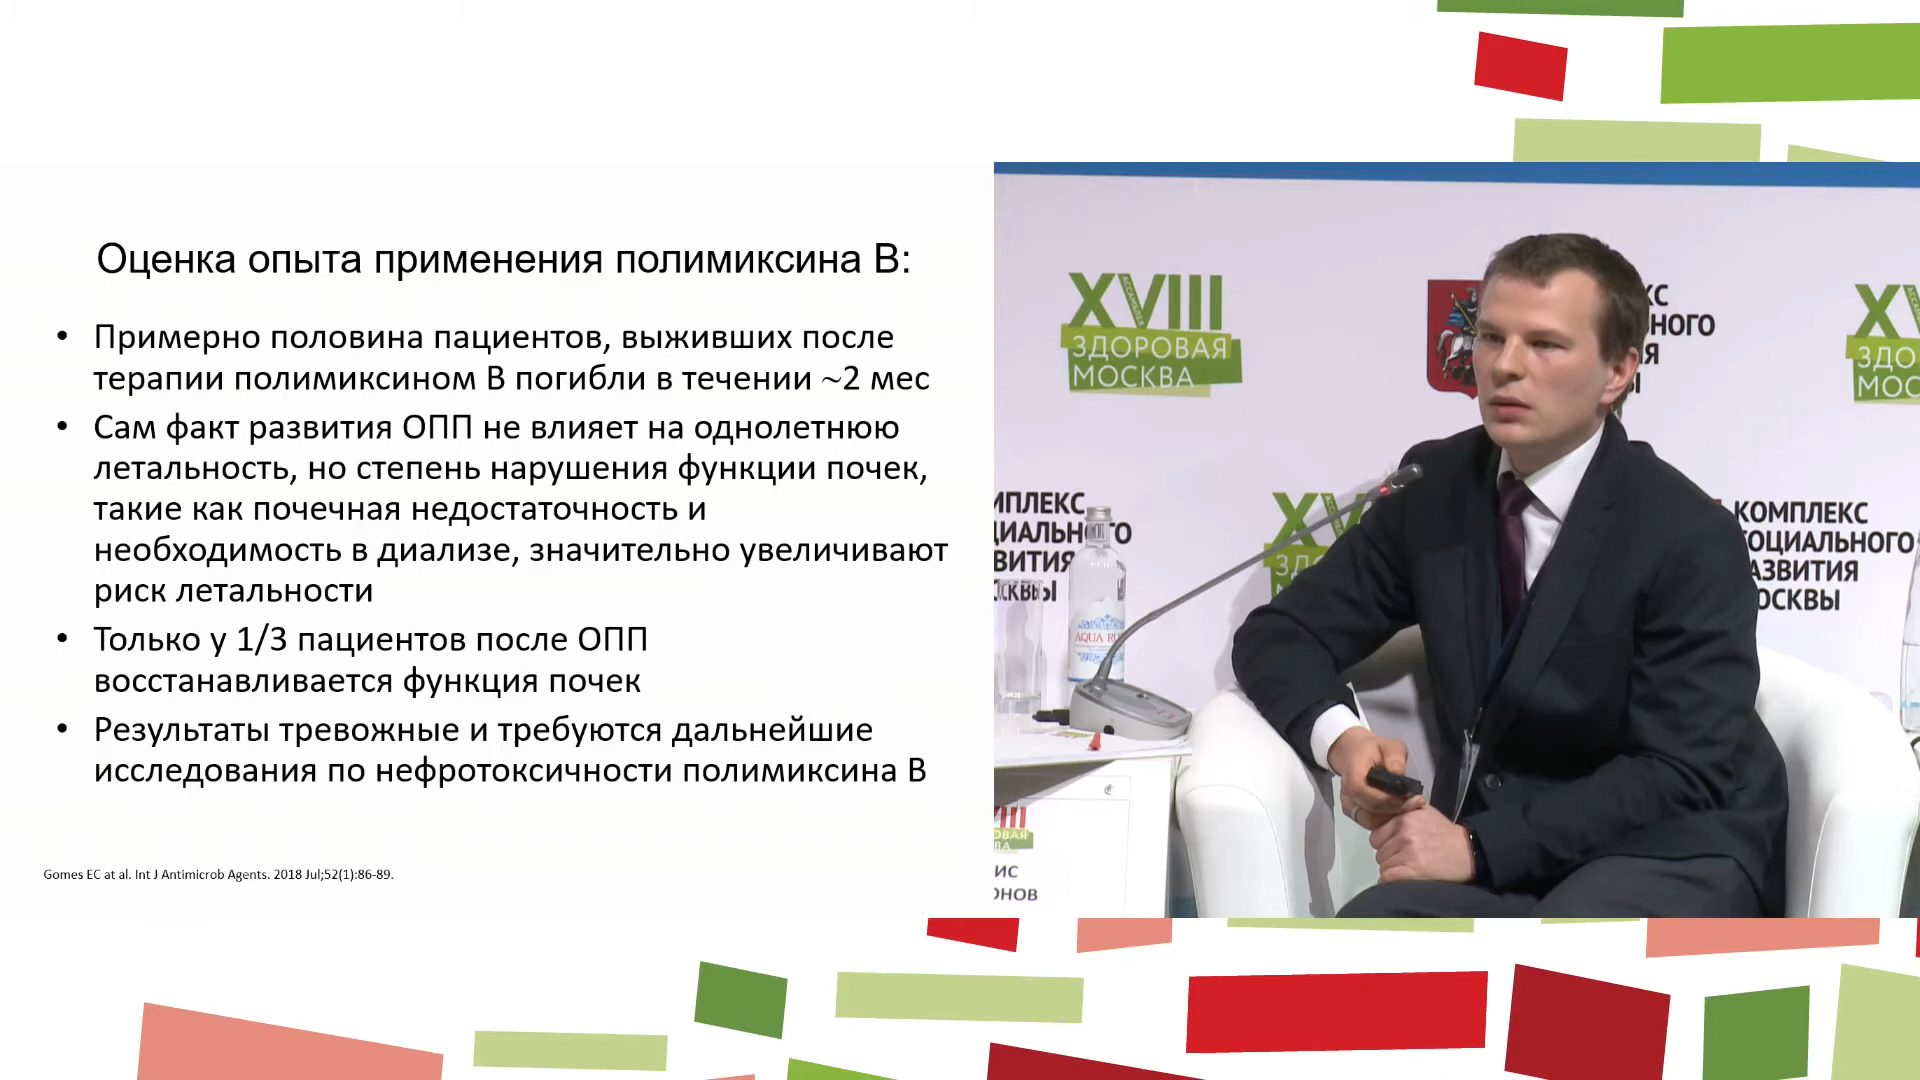 Оценка опыта применения полимиксина В:
• Примерно половина пациентов, выживших после
терапии полимиксином В погибли в течении ~2 мес
• Сам факт развития ОПП не влияет на однолетнюю
летальность, но степень нарушения функции почек,
такие как почечная недостаточность и
необходимость в диализе, значительно увеличивают
риск летальности
• Только у 1/3 пациентов после ОПП
восстанавливается функция почек
• Результаты тревожные и требуются дальнейшие
исследования по нефротоксичности полимиксина В
Gomes EC at al. Int J Antimicrob Agents. 2018 Jul;52(1):86-89.
XVIII
АССАМБЛЕЯ
ЗДОРОВАЯ
МОСКВА
КОМПЛЕКС
СОЦИАЛЬНОГО
РАЗВИТИЯ
МОСКВЫ
AQUA